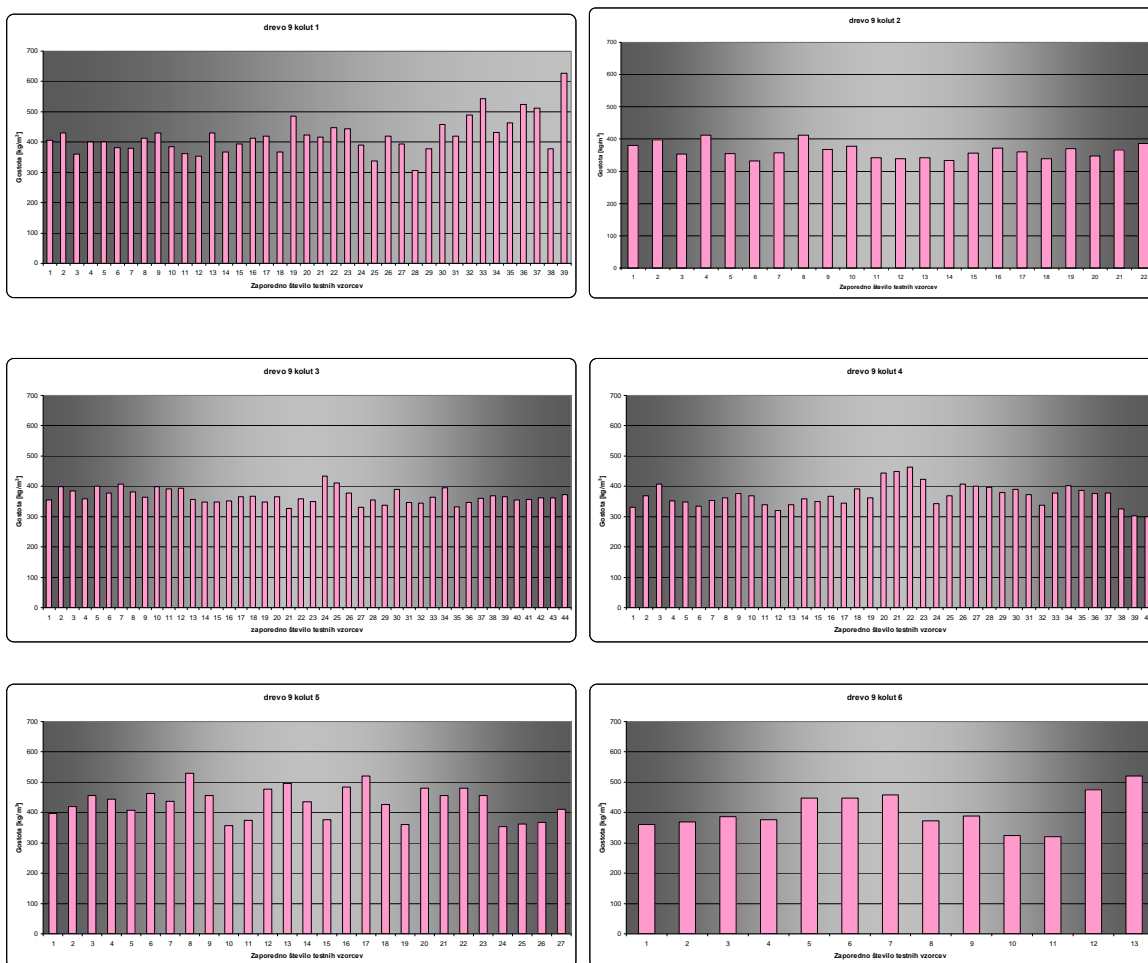 drevo 9 kolut 1
700
600
500
400
300
200
100
0
Gostota [kg/m³]
1 2 3 4 5 6 7 8 9 10 11 12 13 14 15 16 17 18 19 20 21 22 23 24 25 26 27 28 29 30 31 32 33 34 35 36 37 38 39
Zaporedno število testnih vzorcev
drevo 9 kolut 2
700
600
500
400
300
200
100
0
Gostota [kg/m³]
1 2 3 4 5 6 7 8 9 10 11 12 13 14 15 16 17 18 19 20 21 22
Zaporedno število testnih vzorcev
drevo 9 kolut 3
700
600
500
400
300
200
100
0
Gostota [kg/m³]
1 2 3 4 5 6 7 8 9 10 11 12 13 14 15 16 17 18 19 20 21 22 23 24 25 26 27 28 29 30 31 32 33 34 35 36 37 38 39 40 41 42 43 44
zaporedno število testnih vzorcev
drevo 9 kolut 4
700
600
500
400
300
200
100
0
Gostota [kg/m³]
1 2 3 4 5 6 7 8 9 10 11 12 13 14 15 16 17 18 19 20 21 22 23 24 25 26 27 28 29 30 31 32 33 34 35 36 37 38 39
Zaporedno število testnih vzorcev
drevo 9 kolut 5
700
600
500
400
300
200
100
0
Gostota [kg/m³]
1 2 3 4 5 6 7 8 9 10 11 12 13 14 15 16 17 18 19 20 21 22 23 24 25 26 27
Zaporedno število testnih vzorcev
drevo 9 kolut 6
700
600
500
400
300
200
100
0
Gostota [kg/m³]
1 2 3 4 5 6 7 8 9 10 11 12 13
Zaporedno število testnih vzorcev